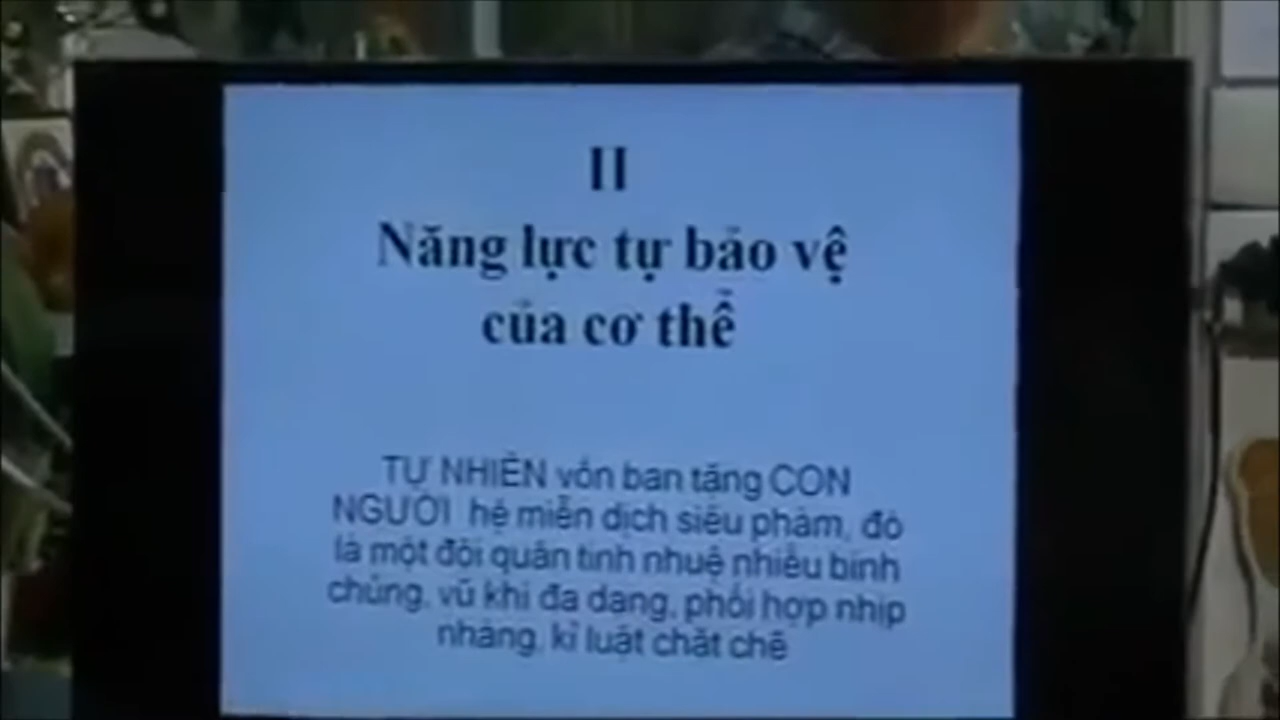 II
Năng lực tự bảo vệ
của cơ thể
TỰ NHIÊN vốn ban tặng CON
NGƯỜI hệ miễn dịch siêu phàm, đó
là một đội quân tinh nhuệ nhiều binh
chủng, vũ khí đa dạng, phối hợp nhịp
nhàng, kỉ luật chặt chẽ